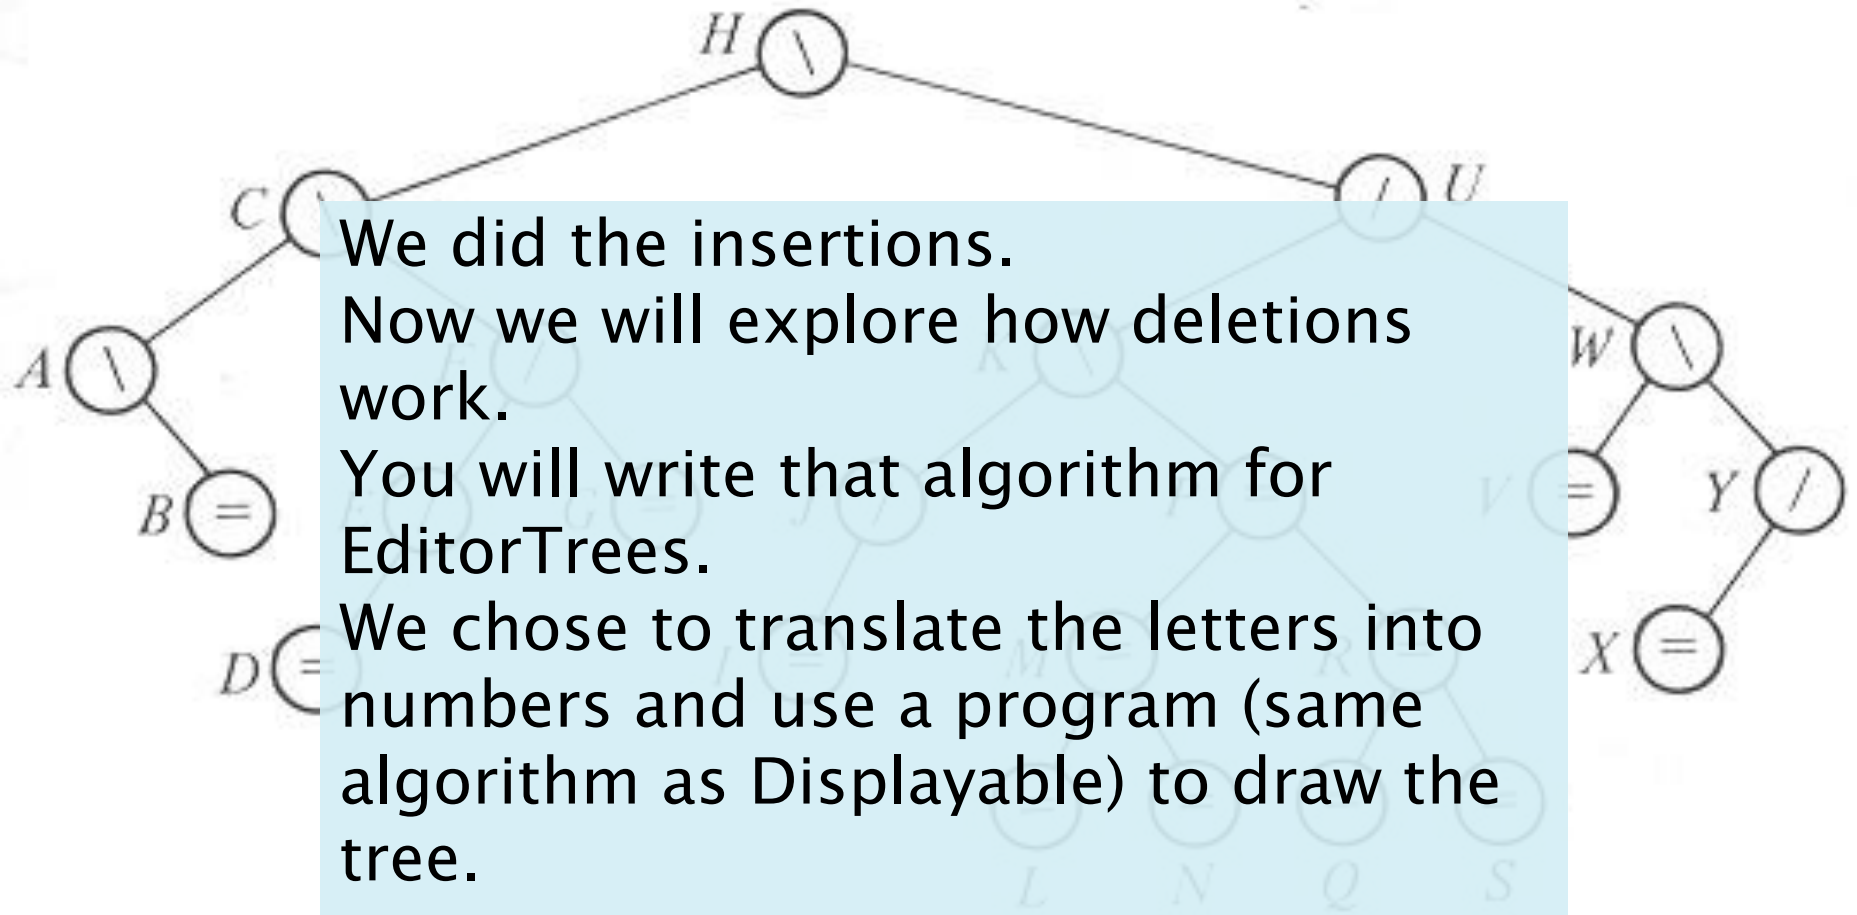 H \
C \ / U
We did the insertions.
Now we will explore how deletions
work.
You will write that algorithm for
EditorTrees.
We chose to translate the letters into
numbers and use a program (same
algorithm as Displayable) to draw the
tree.
A \ F / K \ W \
B = G = J / V = Y /
D = I = M = R = X =
L N Q S